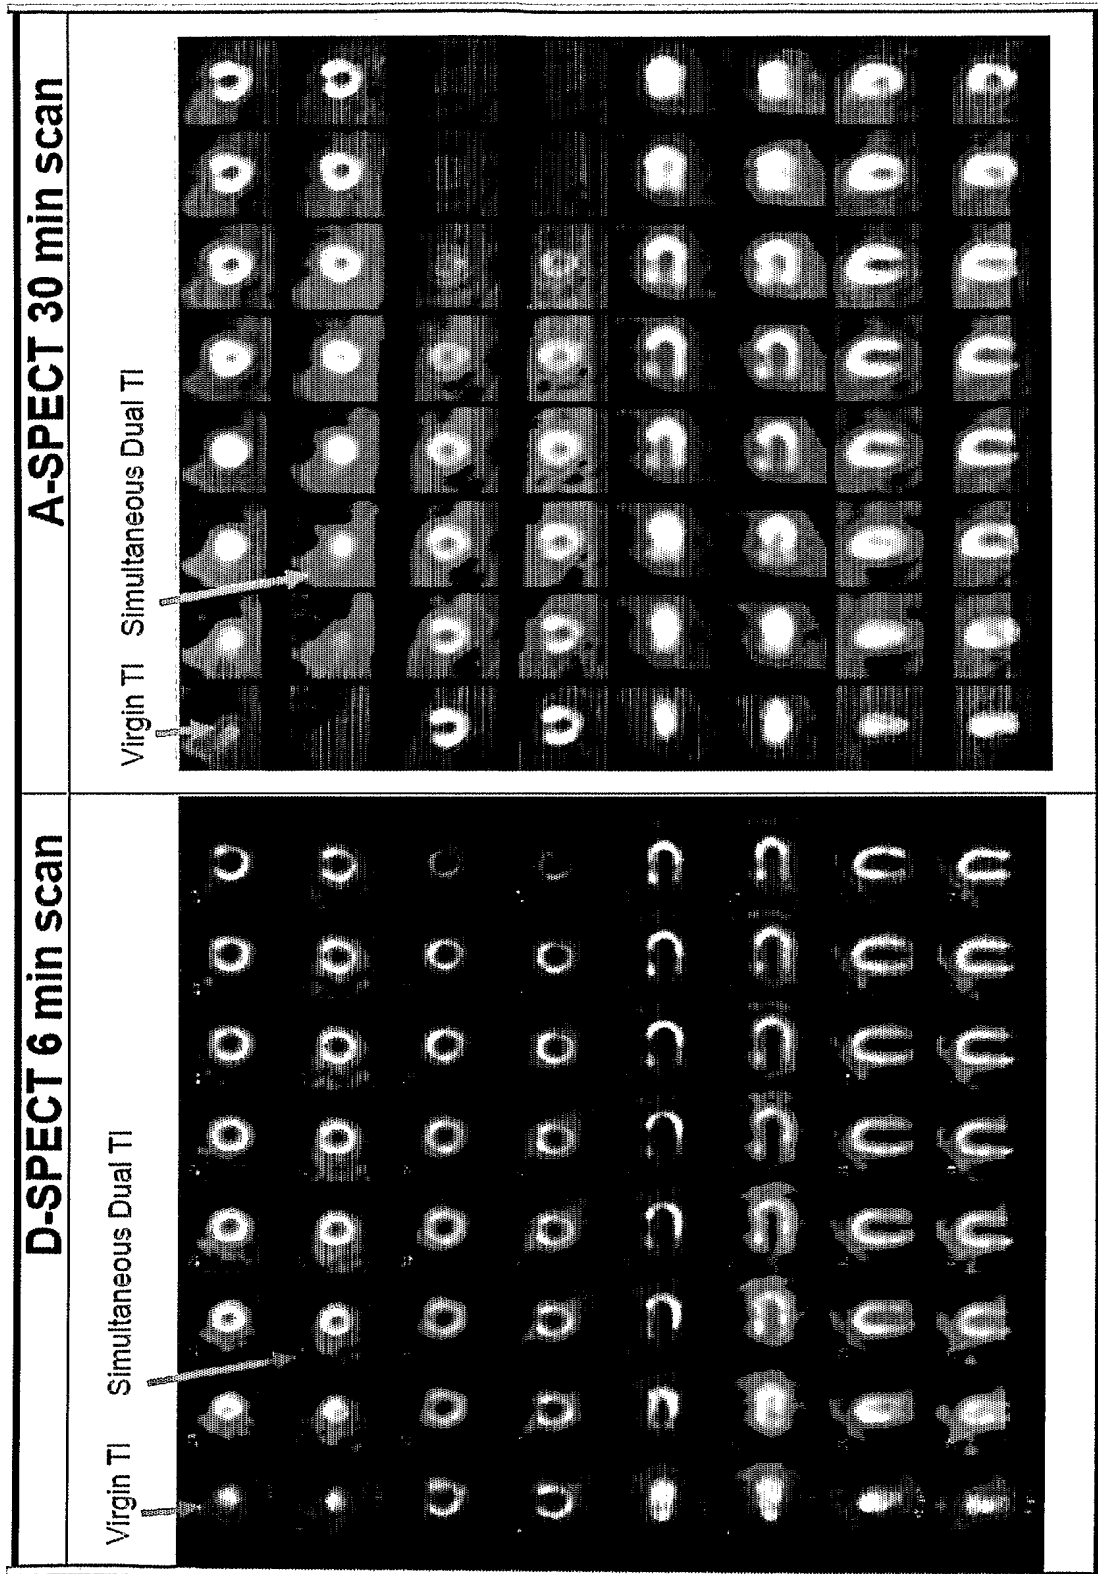 D-SPECT 6 min scan
A-SPECT 30 min scan
Virgin Tl
Simultaneous Dual Tl
Virgin Tl
Simultaneous Dual Tl